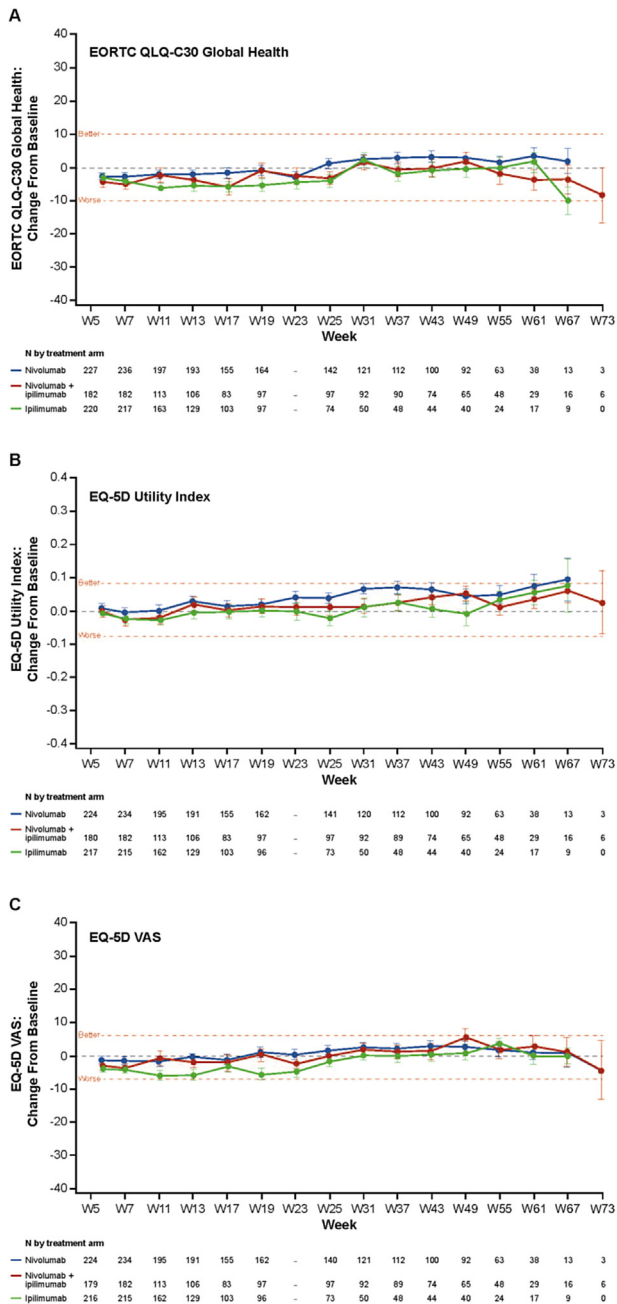 A
EORTC QLQ-C30 Global Health
EORTC QLQ-C30 Global Health:
Change From Baseline
40
30
20
10
0
-10
-20
-30
-40
Better
Worse
W5 W7 W11 W13 W17 W19 W23 W25 W31 W37 W43 W49 W55 W61 W67 W73
Week
N by treatment arm
Nivolumab 227 236 197 193 155 164 - 142 121 112 100 92 63 38 13 3
Nivolumab +
ipilimumab 182 182 113 106 83 97 - 97 92 90 74 65 48 29 16 6
Ipilimumab 220 217 163 129 103 97 - 74 50 48 44 40 24 17 9 0
B
EQ-5D Utility Index
EQ-5D Utility Index:
Change From Baseline
0.4
0.3
0.2
0.1
0.0
-0.1
-0.2
-0.3
-0.4
Better
Worse
W5 W7 W11 W13 W17 W19 W23 W25 W31 W37 W43 W49 W55 W61 W67 W73
Week
N by treatment arm
Nivolumab 224 234 195 191 155 162 - 141 120 112 100 92 63 38 13 3
Nivolumab +
ipilimumab 180 182 113 106 83 97 - 97 92 89 74 65 48 29 16 6
Ipilimumab 217 215 162 129 103 96 - 73 50 48 44 40 24 17 9 0
C
EQ-5D VAS
EQ-5D VAS:
Change From Baseline
40
30
20
10
0
-10
-20
-30
-40
Better
Worse
W5 W7 W11 W13 W17 W19 W23 W25 W31 W37 W43 W49 W55 W61 W67 W73
Week
N by treatment arm
Nivolumab 224 234 195 191 155 162 - 140 121 112 100 92 63 38 13 3
Nivolumab +
ipilimumab 179 182 113 106 83 97 - 97 92 89 74 65 48 29 16 6
Ipilimumab 216 215 162 129 103 96 - 73 50 48 44 40 24 17 9 0